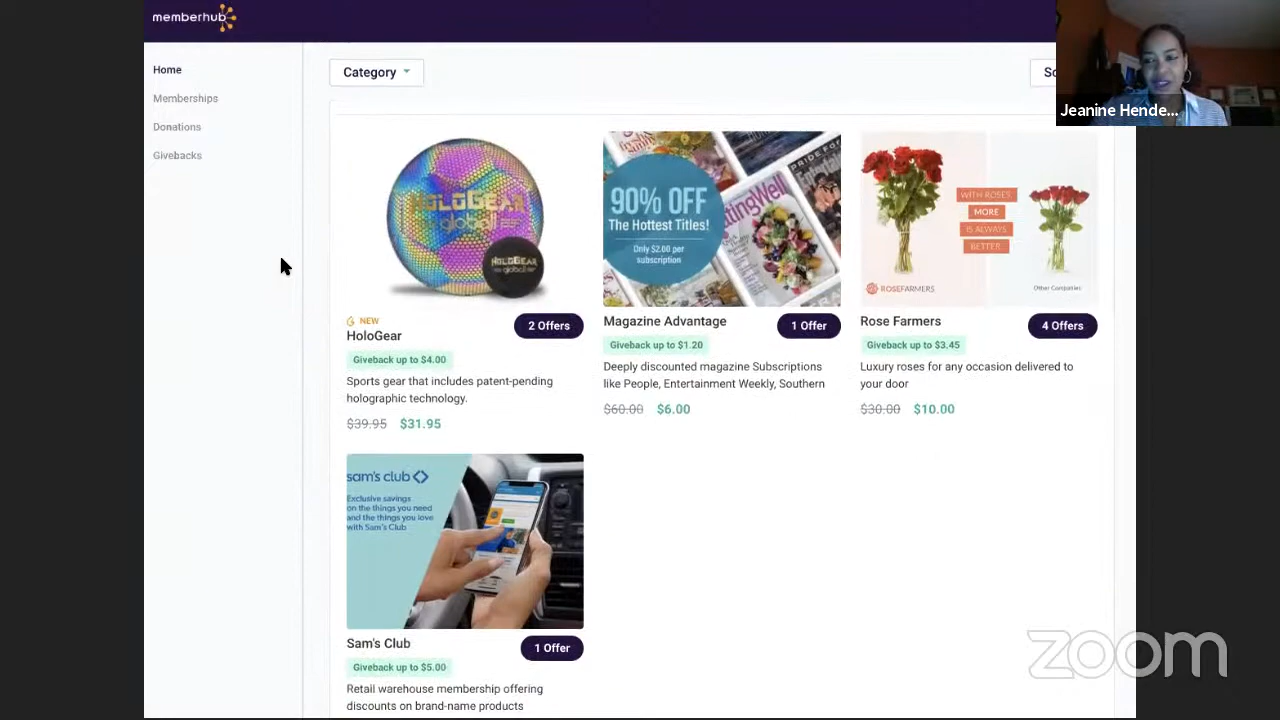 memberhub
Home
Memberships
Donations
Givebacks
Category
So
Jeanine Hende...
HOLOGEAR
HOLOGEAR
90% OFF
The Hottest Titles!
Only $2.00 per
subscription
EatingWell
WITH ROSES
MORE
IS ALWAYS
BETTER.
ROSEFARMERS
Other Companies
NEW
HoloGear
2 Offers
Giveback up to $4.00
Sports gear that includes patent-pending
holographic technology.
$39.95 $31.95
Magazine Advantage
1 Offer
Giveback up to $1.20
Deeply discounted magazine Subscriptions
like People, Entertainment Weekly, Southern
$60.00 $6.00
Rose Farmers
4 Offers
Giveback up to $3.45
Luxury roses for any occasion delivered to
your door
$30.00 $10.00
sam's club
Exclusive savings
on the things you need
and the things you love
with Sam's Club
Sam's Club
1 Offer
Giveback up to $5.00
Retail warehouse membership offering
discounts on brand-name products
zoom